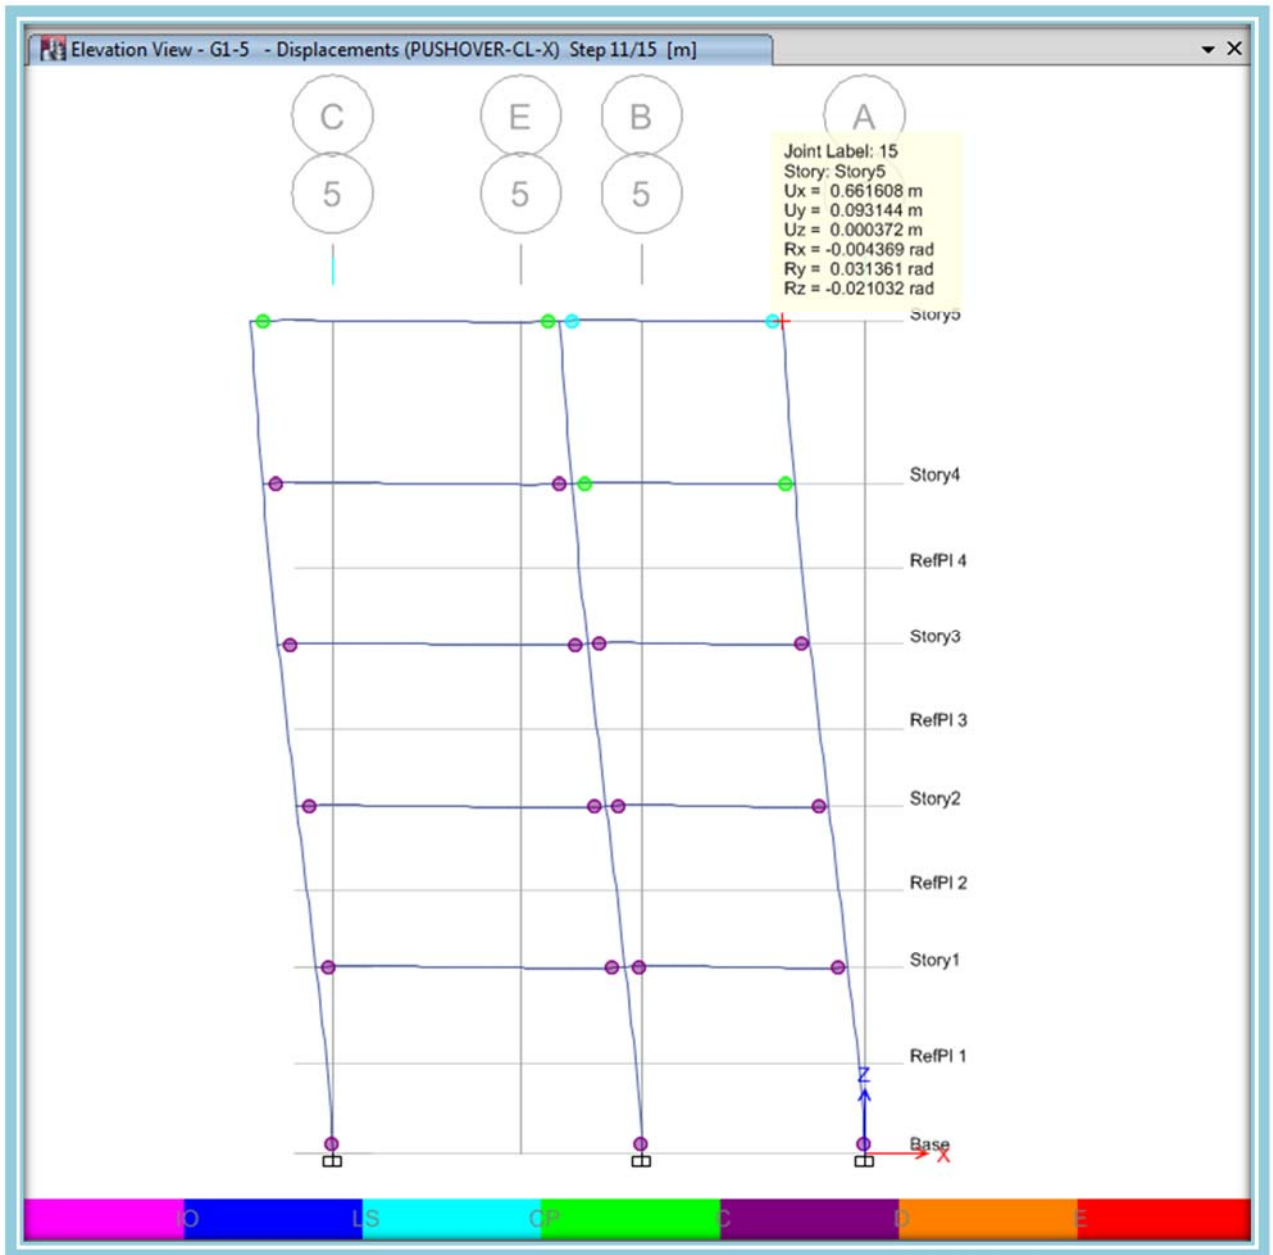 Elevation View - G1-5 - Displacements (PUSHOVER-CL-X) Step 11/15 [m]
C E B A
5 5 5
Joint Label: 15
Story: Story5
Ux = 0.661608 m
Uy = 0.093144 m
Uz = 0.000372 m
Rx = -0.004369 rad
Ry = 0.031361 rad
Rz = -0.021032 rad
Story5
Story4
RefPl 4
Story3
RefPl 3
Story2
RefPl 2
Story1
RefPl 1
Z
Base
X
IO LS CP C D E